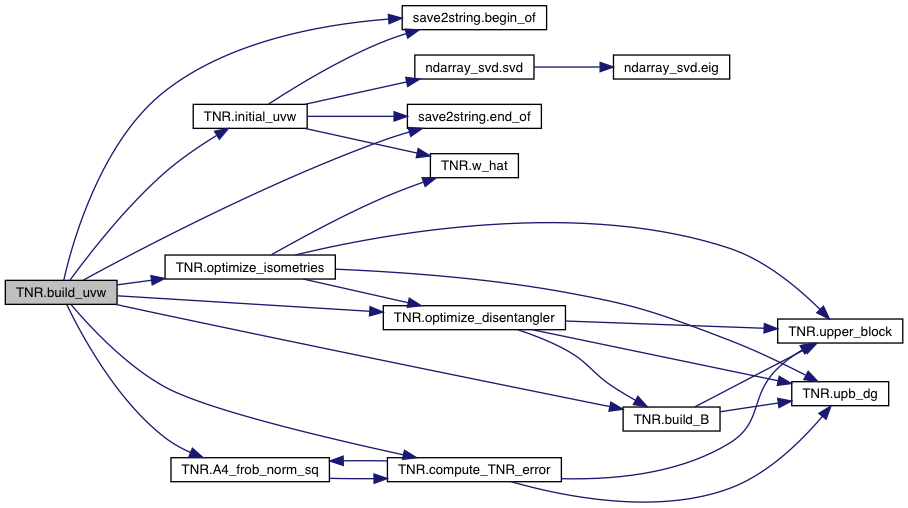 save2string.begin_of
ndarray_svd.svd
ndarray_svd.eig
TNR.initial_uvw
save2string.end_of
TNR.w_hat
TNR.optimize_isometries
TNR.build_uvw
TNR.optimize_disentangler
TNR.upper_block
TNR.upb_dg
TNR.build_B
TNR.A4_frob_norm_sq
TNR.compute_TNR_error